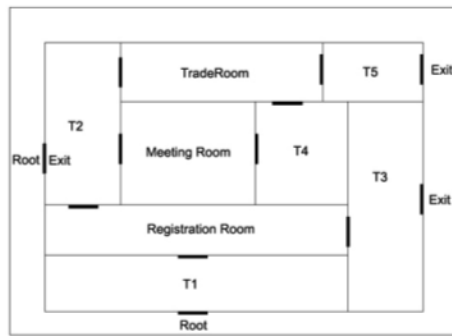 TradeRoom
T5
Exit
T2
Root
Exit
Meeting Room
T4
T3
Exit
Registration Room
T1
Root